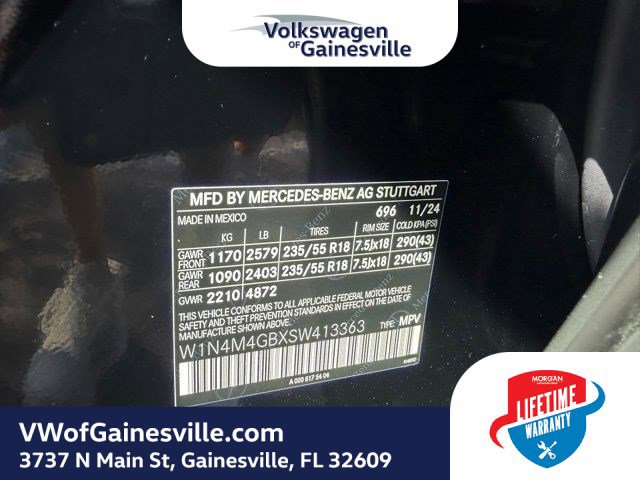 Volkswagen
OF Gainesville
MFD BY MERCEDES-BENZ AG STUTTGART
MADE IN MEXICO 696 11/24
KG LB TIRES RIM SIZE COLD KPA (PSI)
GAWR FRONT 1170 2579 235/55 R18 7.5Jx18 290(43)
GAWR REAR 1090 2403 235/55 R18 7.5Jx18 290(43)
GVWR 2210 4872
THIS VEHICLE CONFORMS TO ALL APPLICABLE FEDERAL MOTOR VEHICLE
SAFETY AND THEFT PREVENTION STANDARDS IN EFFECT ON THE DATE OF
MANUFACTURE SHOWN ABOVE.
W1N4M4GBXSW413363 TYPE: MPV
A 000 817 54 04
MORGAN
LIFETIME
WARRANTY
VWofGainesville.com
3737 N Main St, Gainesville, FL 32609